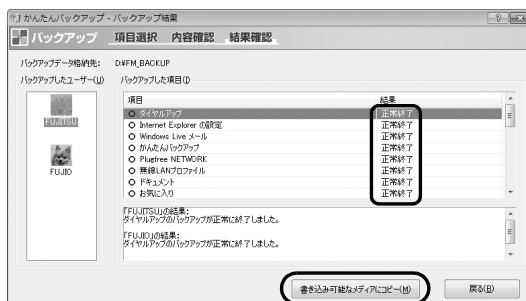 かんたんバックアップ - バックアップ結果
バックアップ 項目選択 内容確認 結果確認
バックアップデータ格納先: D:¥FM_BACKUP
バックアップしたユーザー(U) バックアップした項目(I)
項目 結果
ダイヤルアップ 正常終了
Internet Explorer の設定 正常終了
Windows Live メール 正常終了
かんたんバックアップ 正常終了
Plugfree NETWORK 正常終了
無線LANプロファイル 正常終了
ドキュメント 正常終了
お気に入り 正常終了
FUJITSU
FUJIO
「FUJITSU」の結果:
ダイヤルアップのバックアップが正常に終了しました。
「FUJIO」の結果:
ダイヤルアップのバックアップが正常に終了しました。
書き込み可能なメディアにコピー(M) 戻る(B)